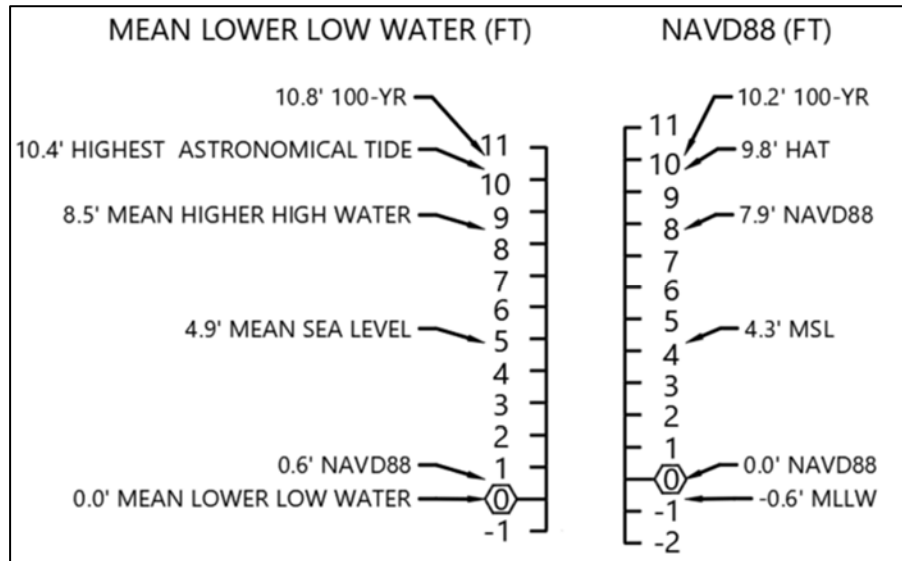 MEAN LOWER LOW WATER (FT)
10.8' 100-YR
10.4' HIGHEST ASTRONOMICAL TIDE
8.5' MEAN HIGHER HIGH WATER
4.9' MEAN SEA LEVEL
0.6' NAVD88
0.0' MEAN LOWER LOW WATER
11
10
9
8
7
6
5
4
3
2
1
0
-1
NAVD88 (FT)
11
10
9
8
7
6
5
4
3
2
1
0
-1
-2
10.2' 100-YR
9.8' HAT
7.9' NAVD88
4.3' MSL
0.0' NAVD88
-0.6' MLLW